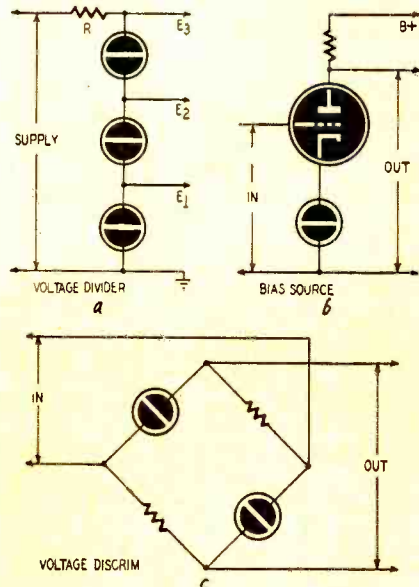 R
E3
E2
SUPPLY
E1
VOLTAGE DIVIDER
a
B+
IN
OUT
BIAS SOURCE
b
IN
OUT
VOLTAGE DISCRIM
c